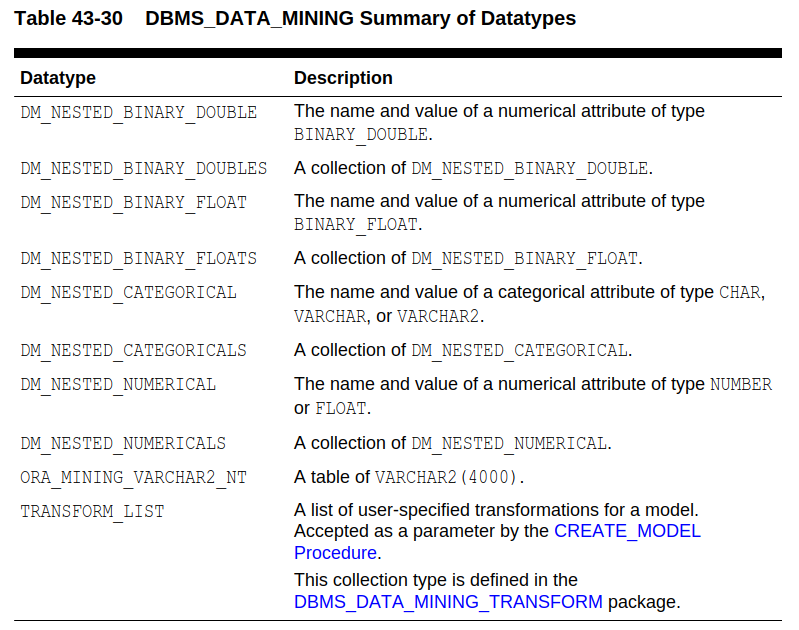 Table 43-30 DBMS_DATA_MINING Summary of Datatypes
Datatype Description
DM_NESTED_BINARY_DOUBLE The name and value of a numerical attribute of type
BINARY_DOUBLE.
DM_NESTED_BINARY_DOUBLES A collection of DM_NESTED_BINARY_DOUBLE.
DM_NESTED_BINARY_FLOAT The name and value of a numerical attribute of type
BINARY_FLOAT.
DM_NESTED_BINARY_FLOATS A collection of DM_NESTED_BINARY_FLOAT.
DM_NESTED_CATEGORICAL The name and value of a categorical attribute of type CHAR,
VARCHAR, or VARCHAR2.
DM_NESTED_CATEGORICALS A collection of DM_NESTED_CATEGORICAL.
DM_NESTED_NUMERICAL The name and value of a numerical attribute of type NUMBER
or FLOAT.
DM_NESTED_NUMERICALS A collection of DM_NESTED_NUMERICAL.
ORA_MINING_VARCHAR2_NT A table of VARCHAR2(4000).
TRANSFORM_LIST A list of user-specified transformations for a model.
Accepted as a parameter by the CREATE_MODEL
Procedure.
This collection type is defined in the
DBMS_DATA_MINING_TRANSFORM package.